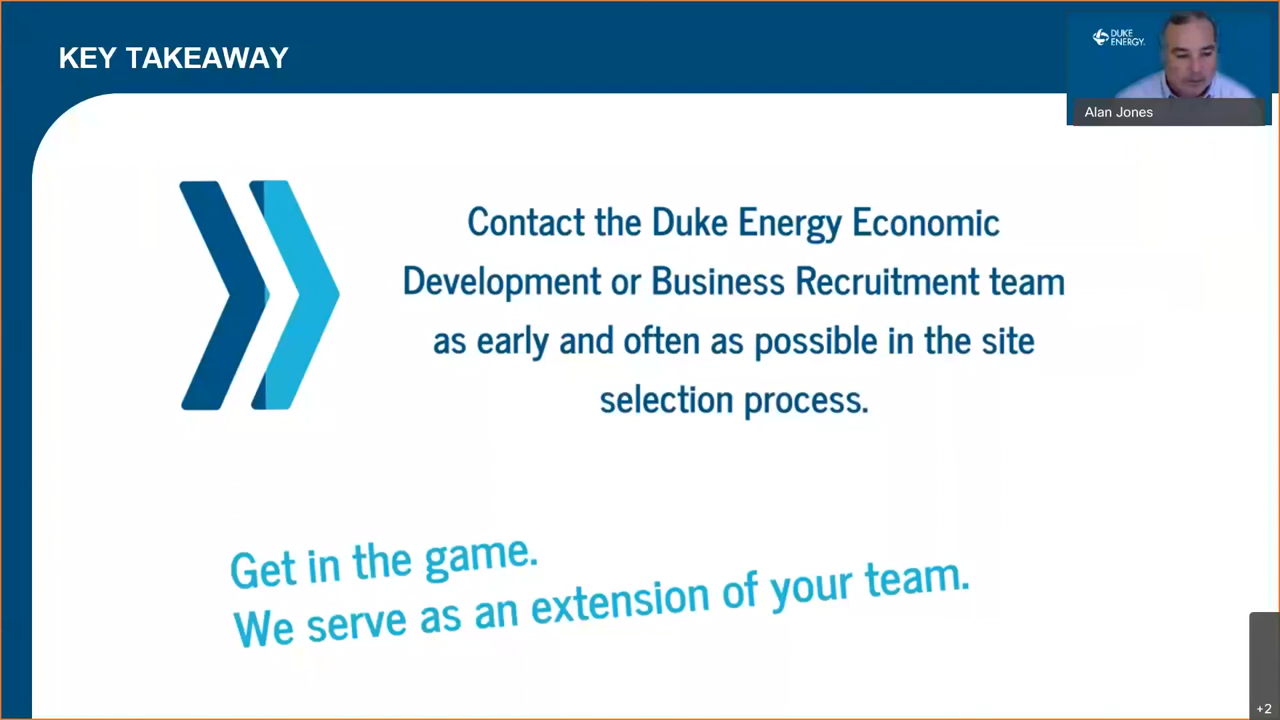 KEY TAKEAWAY
DUKE
ENERGY.
Alan Jones
Contact the Duke Energy Economic
Development or Business Recruitment team
as early and often as possible in the site
selection process.
Get in the game.
We serve as an extension of your team.
+2